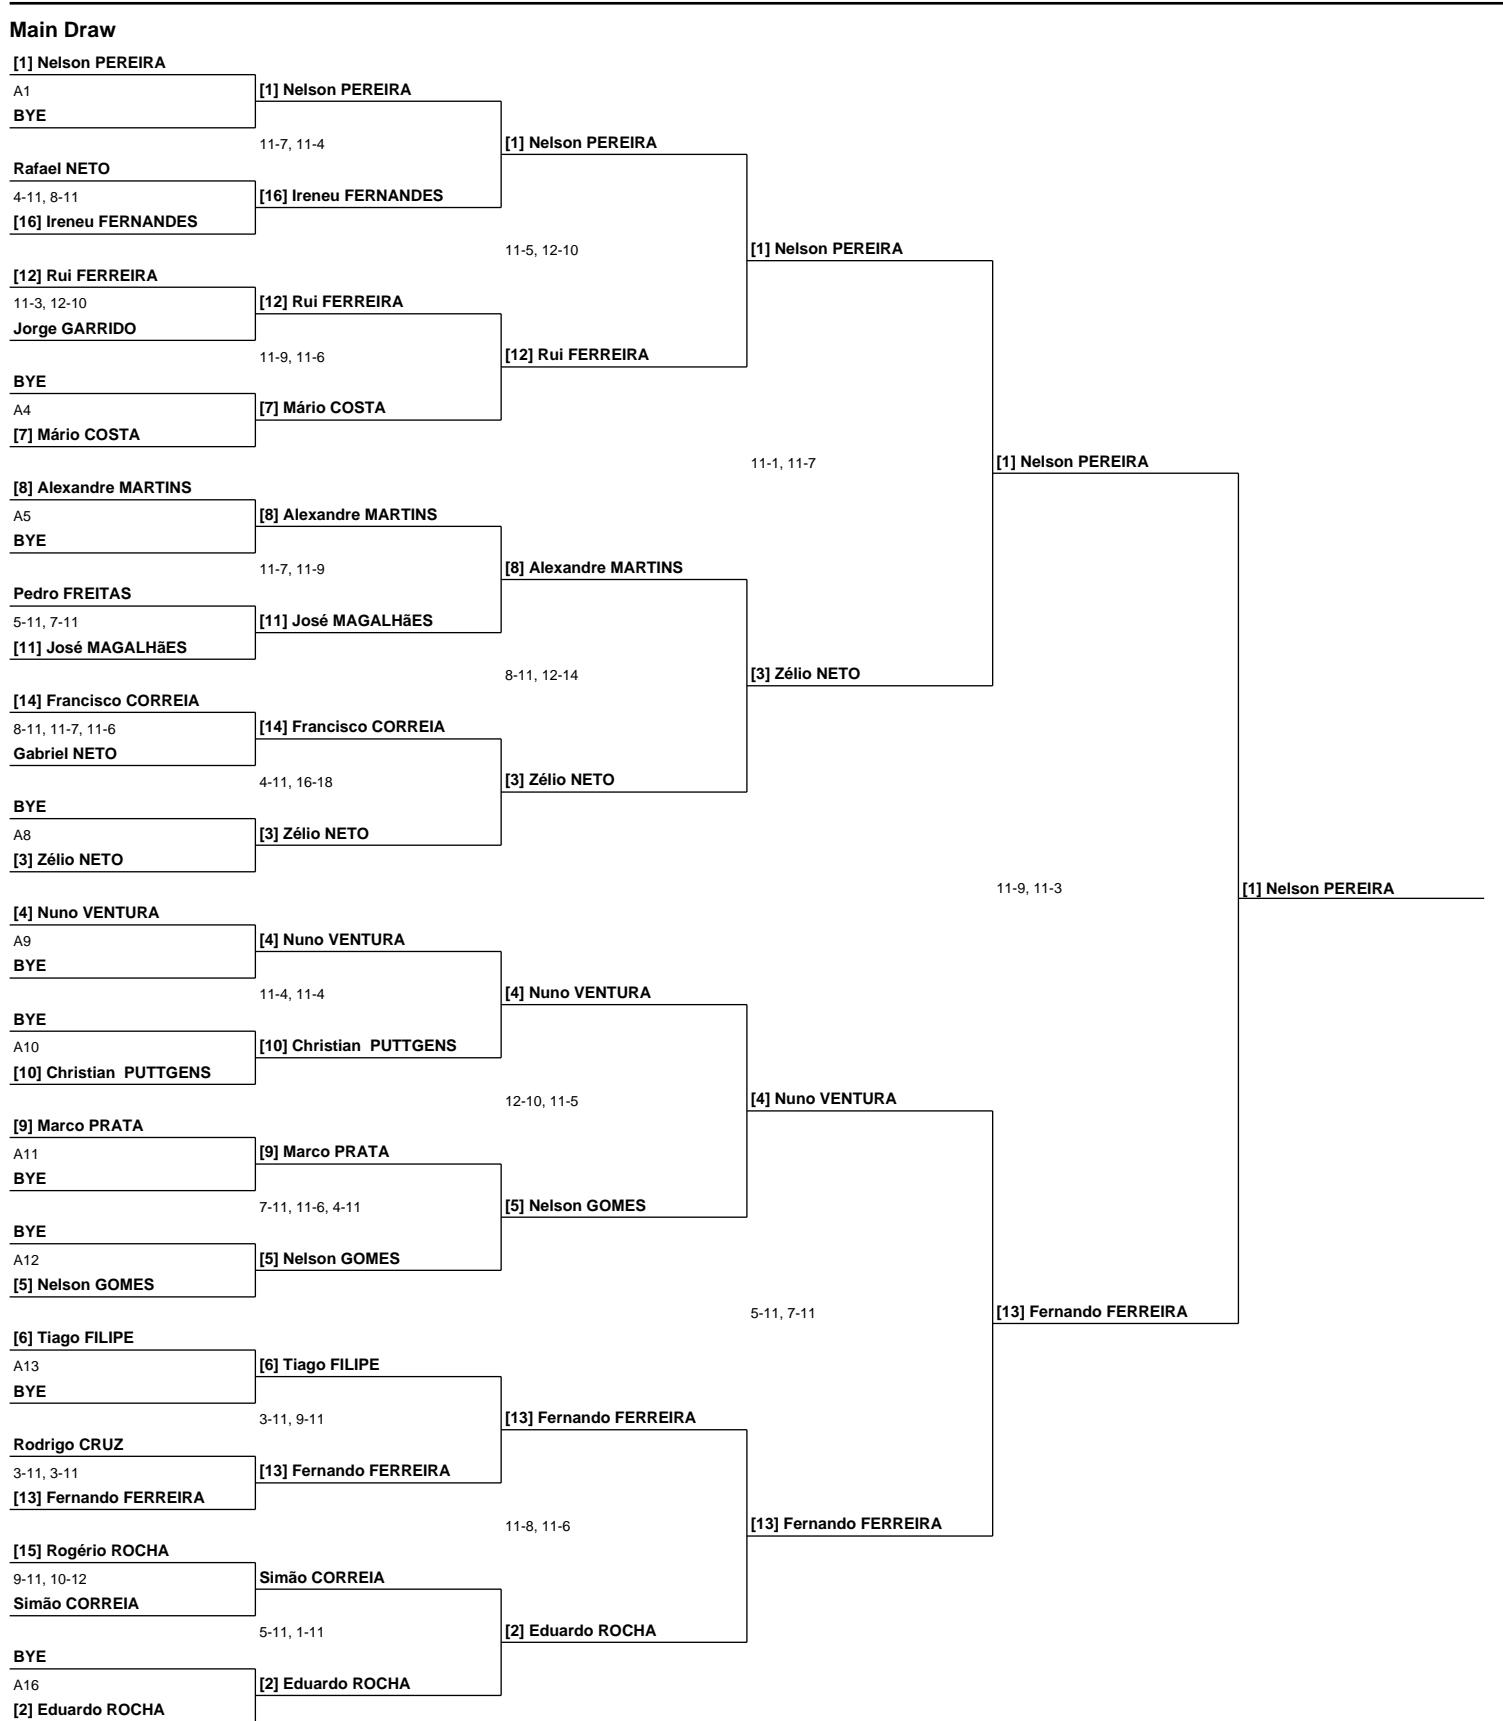 Main Draw
[1] Nelson PEREIRA
A1
BYE
[1] Nelson PEREIRA
11-7, 11-4
[1] Nelson PEREIRA
Rafael NETO
4-11, 8-11
[16] Ireneu FERNANDES
[16] Ireneu FERNANDES
11-5, 12-10
[1] Nelson PEREIRA
[12] Rui FERREIRA
11-3, 12-10
Jorge GARRIDO
[12] Rui FERREIRA
11-9, 11-6
[12] Rui FERREIRA
BYE
A4
[7] Mário COSTA
[7] Mário COSTA
11-1, 11-7
[1] Nelson PEREIRA
[8] Alexandre MARTINS
A5
BYE
[8] Alexandre MARTINS
11-7, 11-9
[8] Alexandre MARTINS
Pedro FREITAS
5-11, 7-11
[11] José MAGALHãES
[11] José MAGALHãES
8-11, 12-14
[3] Zélio NETO
[14] Francisco CORREIA
8-11, 11-7, 11-6
Gabriel NETO
[14] Francisco CORREIA
4-11, 16-18
[3] Zélio NETO
BYE
A8
[3] Zélio NETO
[3] Zélio NETO
11-9, 11-3
[1] Nelson PEREIRA
[4] Nuno VENTURA
A9
BYE
[4] Nuno VENTURA
11-4, 11-4
[4] Nuno VENTURA
BYE
A10
[10] Christian  PUTTGENS
[10] Christian  PUTTGENS
12-10, 11-5
[4] Nuno VENTURA
[9] Marco PRATA
A11
BYE
[9] Marco PRATA
7-11, 11-6, 4-11
[5] Nelson GOMES
BYE
A12
[5] Nelson GOMES
[5] Nelson GOMES
5-11, 7-11
[13] Fernando FERREIRA
[6] Tiago FILIPE
A13
BYE
[6] Tiago FILIPE
3-11, 9-11
[13] Fernando FERREIRA
Rodrigo CRUZ
3-11, 3-11
[13] Fernando FERREIRA
[13] Fernando FERREIRA
11-8, 11-6
[13] Fernando FERREIRA
[15] Rogério ROCHA
9-11, 10-12
Simão CORREIA
Simão CORREIA
5-11, 1-11
[2] Eduardo ROCHA
BYE
A16
[2] Eduardo ROCHA
[2] Eduardo ROCHA